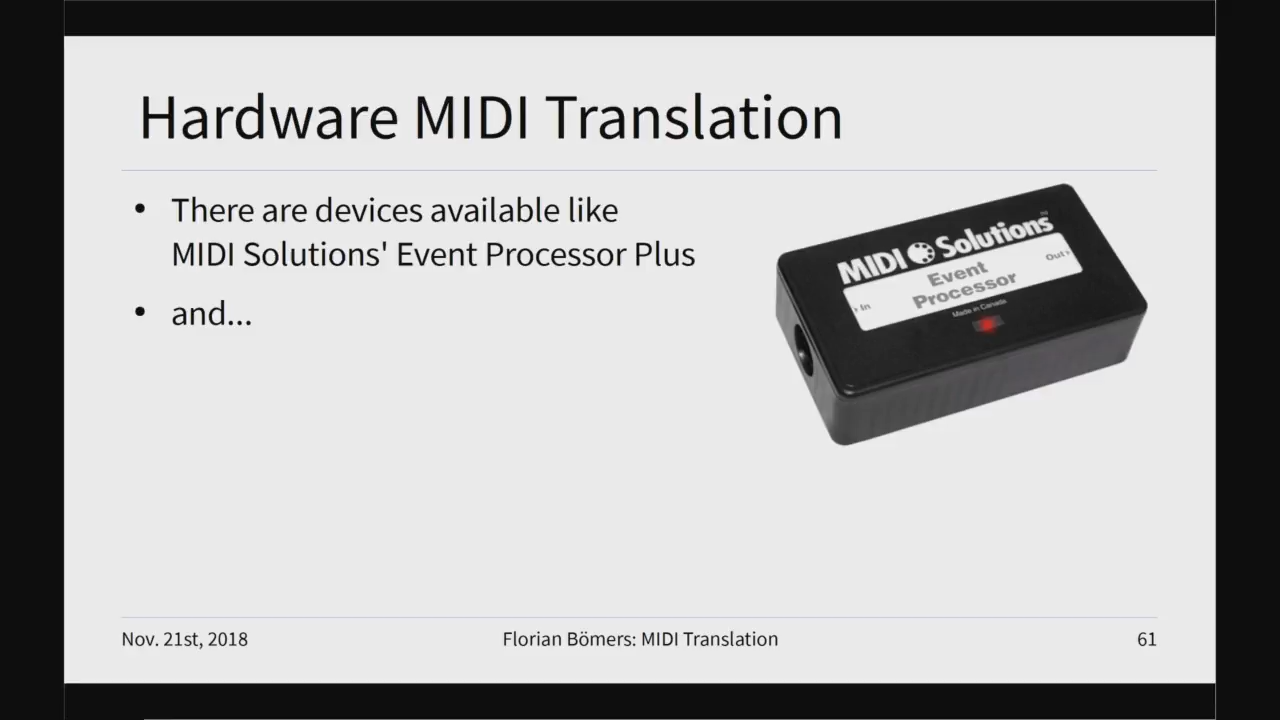 Hardware MIDI Translation
• There are devices available like
MIDI Solutions' Event Processor Plus
• and...
MIDI Solutions
Event
Processor
› In
Out ›
Made in Canada
Nov. 21st, 2018
Florian Bömers: MIDI Translation
61